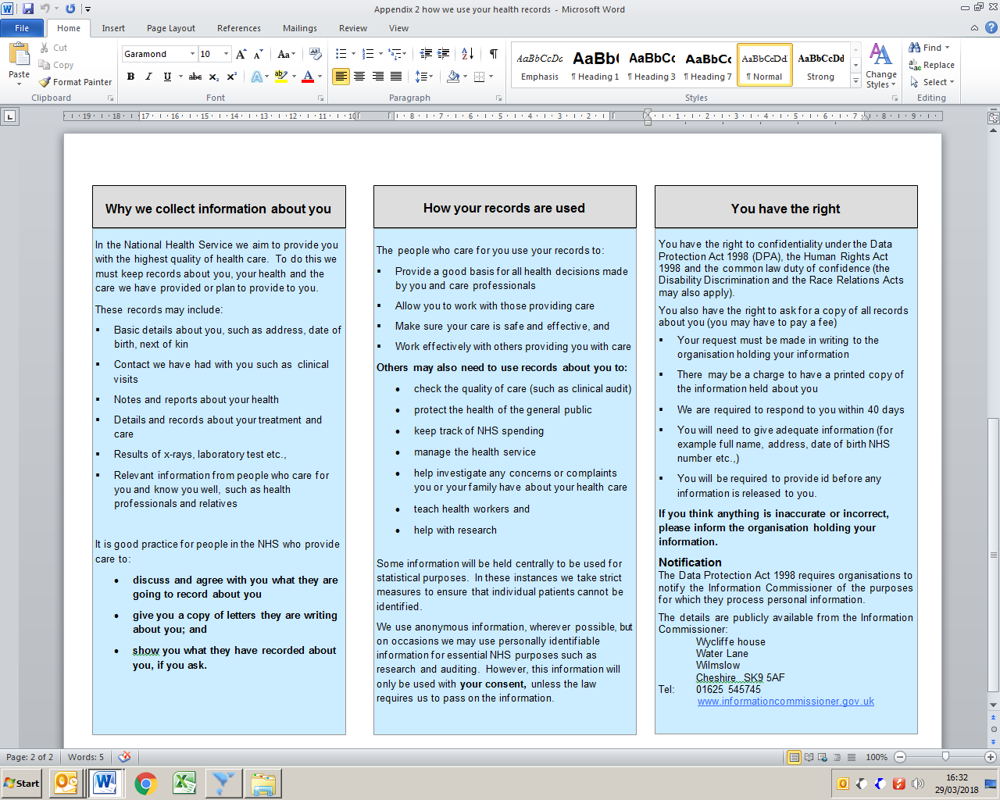 Appendix 2 how we use your health records - Microsoft Word
File Home Insert Page Layout References Mailings Review View
Paste
Cut
Copy
Format Painter
Clipboard
Garamond 10
Font
Paragraph
AaBbCcDc AaBbC AaBbCc AaBbCc AaBbCcDd AaBbCcDd
Emphasis ¶ Heading 1 ¶ Heading 3 ¶ Heading 7 ¶ Normal Strong
Change Styles
Styles
Find
Replace
Select
Editing
19 18 17 16 15 14 13 12 11 10 8 7 6 5 4 3 2 1 2 3 4 5 6 7 8 9
Why we collect information about you
In the National Health Service we aim to provide you
with the highest quality of health care. To do this we
must keep records about you, your health and the
care we have provided or plan to provide to you.
These records may include:
▪ Basic details about you, such as address, date of
birth, next of kin
▪ Contact we have had with you such as clinical
visits
▪ Notes and reports about your health
▪ Details and records about your treatment and
care
▪ Results of x-rays, laboratory test etc.,
▪ Relevant information from people who care for
you and know you well, such as health
professionals and relatives
It is good practice for people in the NHS who provide
care to:
• discuss and agree with you what they are
going to record about you
• give you a copy of letters they are writing
about you; and
• show you what they have recorded about
you, if you ask.
How your records are used
The people who care for you use your records to:
▪ Provide a good basis for all health decisions made
by you and care professionals
▪ Allow you to work with those providing care
▪ Make sure your care is safe and effective, and
▪ Work effectively with others providing you with care
Others may also need to use records about you to:
• check the quality of care (such as clinical audit)
• protect the health of the general public
• keep track of NHS spending
• manage the health service
• help investigate any concerns or complaints
you or your family have about your health care
• teach health workers and
• help with research
Some information will be held centrally to be used for
statistical purposes. In these instances we take strict
measures to ensure that individual patients cannot be
identified.
We use anonymous information, wherever possible, but
on occasions we may use personally identifiable
information for essential NHS purposes such as
research and auditing. However, this information will
only be used with your consent, unless the law
requires us to pass on the information.
You have the right
You have the right to confidentiality under the Data
Protection Act 1998 (DPA), the Human Rights Act
1998 and the common law duty of confidence (the
Disability Discrimination and the Race Relations Acts
may also apply).
You also have the right to ask for a copy of all records
about you (you may have to pay a fee)
▪ Your request must be made in writing to the
organisation holding your information
▪ There may be a charge to have a printed copy of
the information held about you
▪ We are required to respond to you within 40 days
▪ You will need to give adequate information (for
example full name, address, date of birth NHS
number etc.,)
▪ You will be required to provide id before any
information is released to you.
If you think anything is inaccurate or incorrect,
please inform the organisation holding your
information.
Notification
The Data Protection Act 1998 requires organisations to
notify the Information Commissioner of the purposes
for which they process personal information.
The details are publicly available from the Information
Commissioner:
Wycliffe house
Water Lane
Wilmslow
Cheshire SK9 5AF
Tel: 01625 545745
www.informationcommissioner.gov.uk
Page: 2 of 2 Words: 5 100%
Start 16:32
29/03/2018